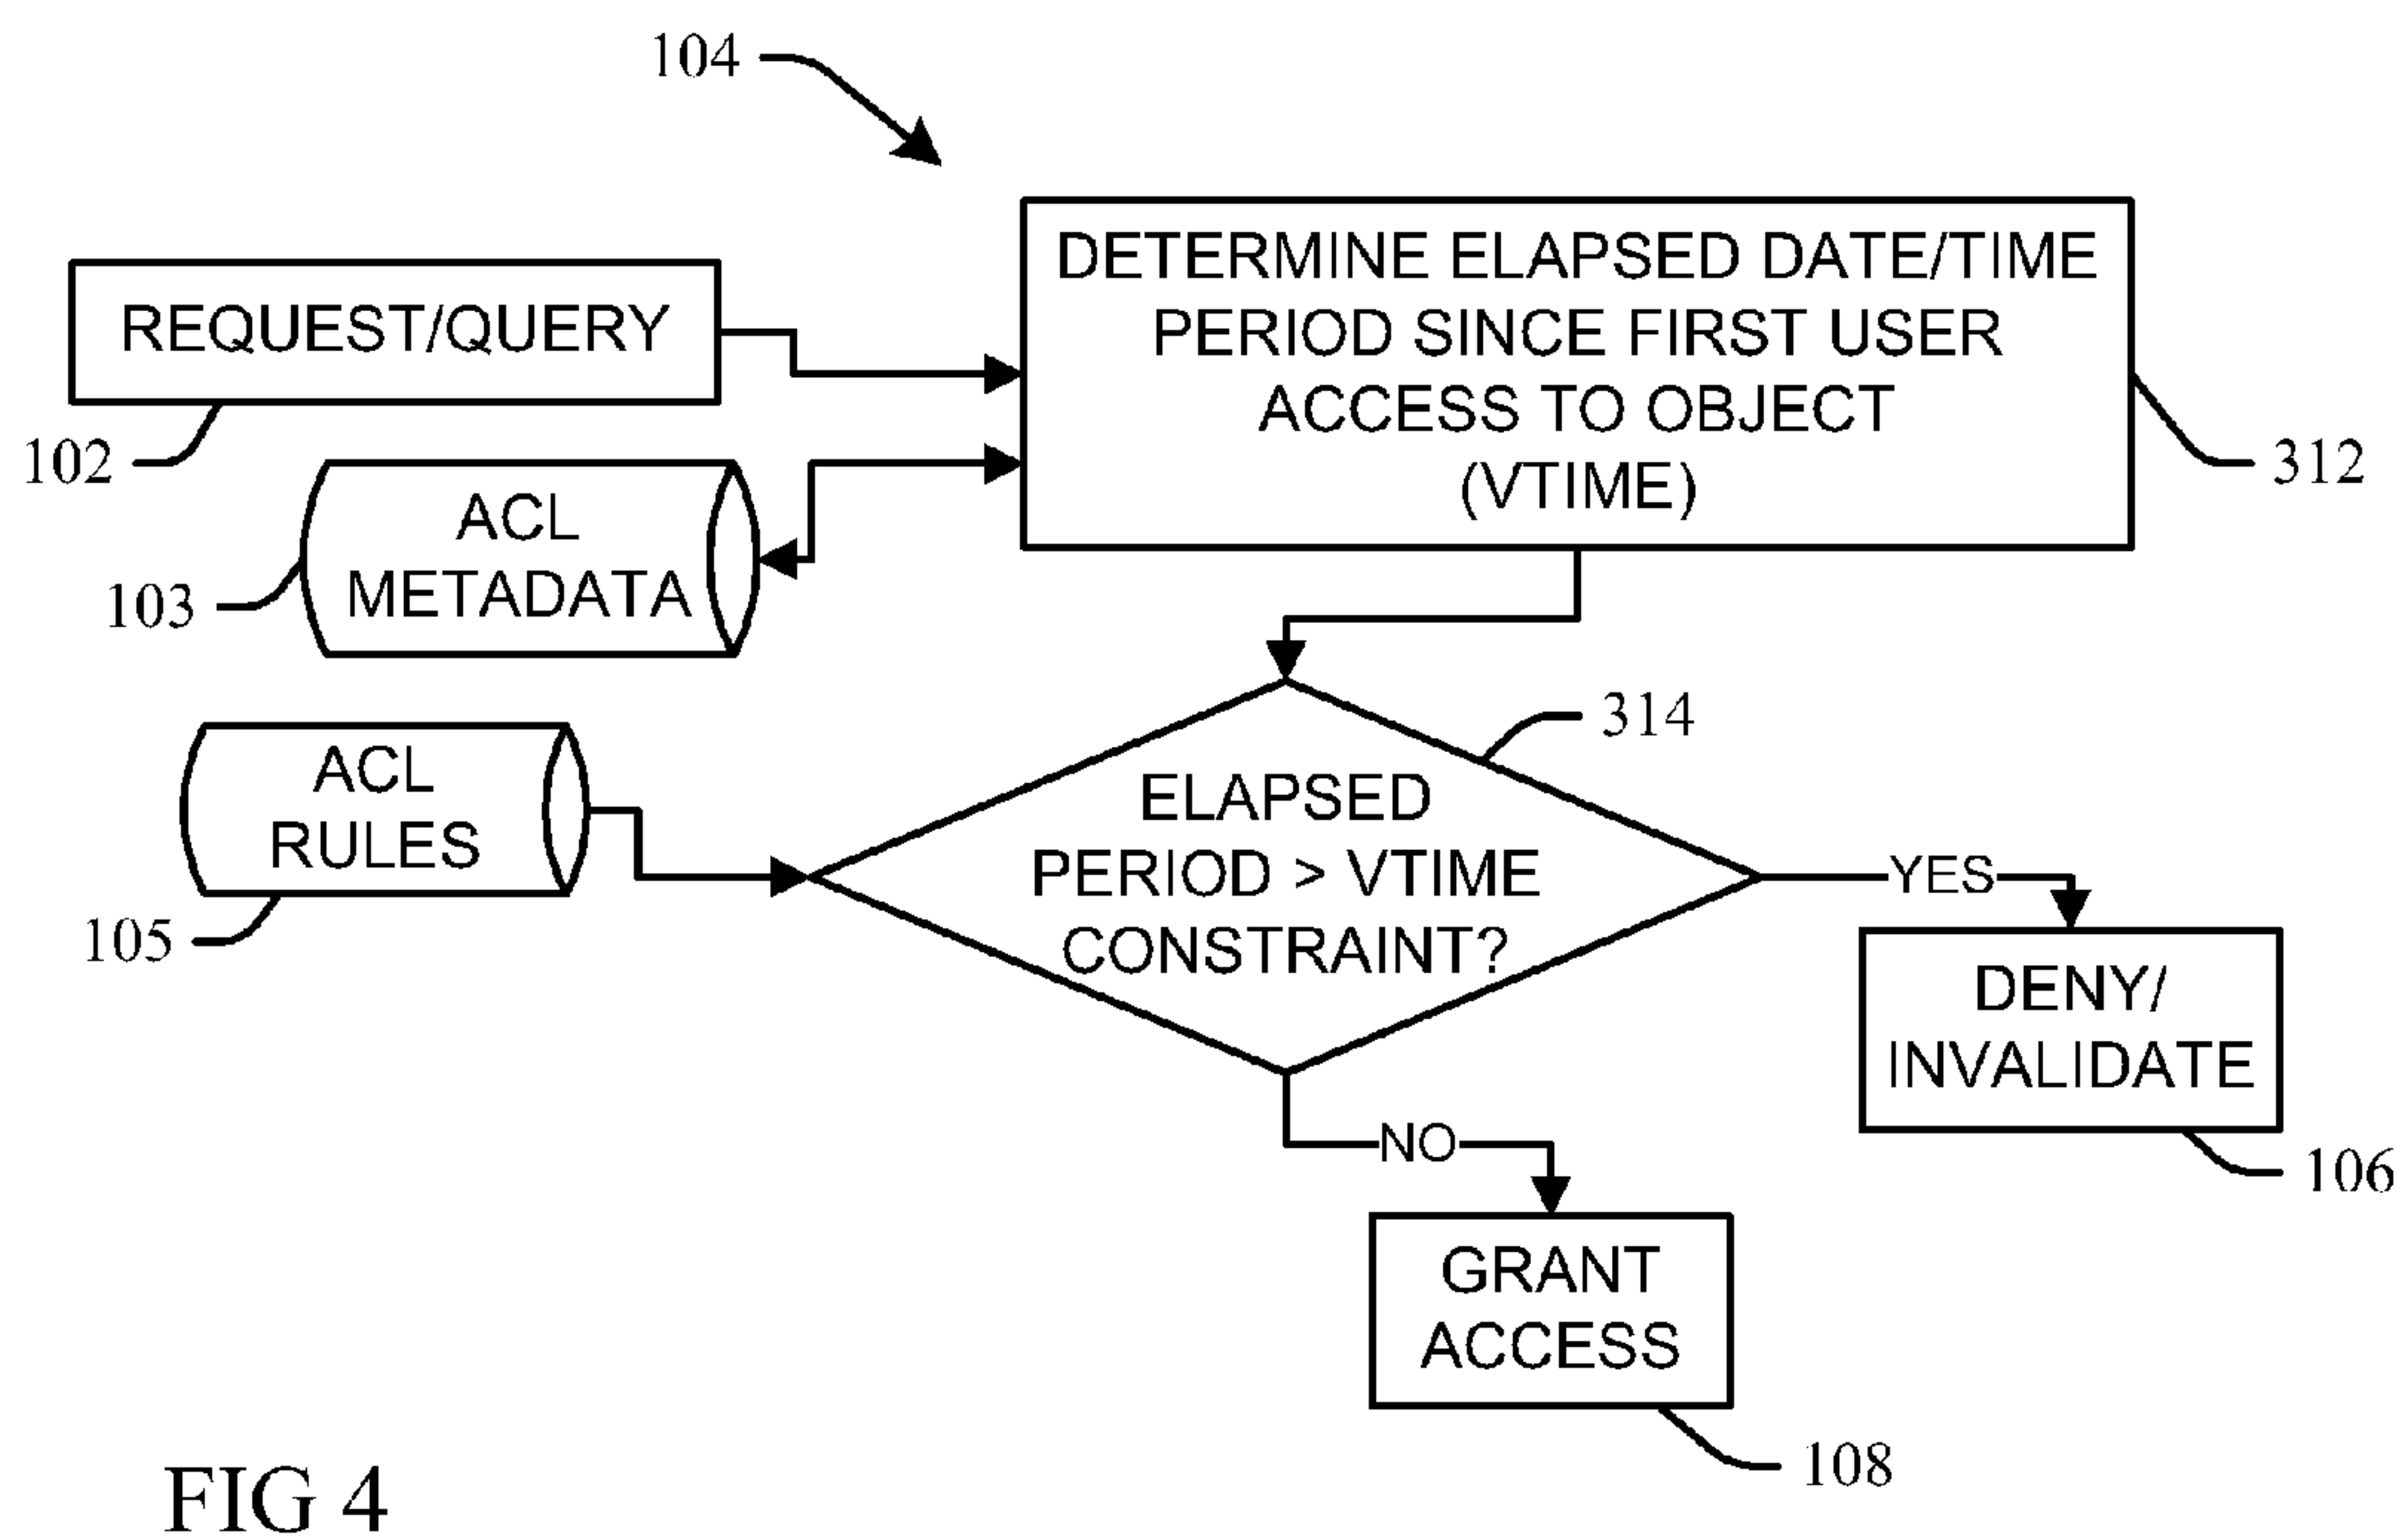 104
REQUEST/QUERY
102
DETERMINE ELAPSED DATE/TIME
PERIOD SINCE FIRST USER
ACCESS TO OBJECT
(VTIME)
312
ACL
METADATA
103
ACL
RULES
105
314
ELAPSED
PERIOD > VTIME
CONSTRAINT?
YES
DENY/
INVALIDATE
106
NO
GRANT
ACCESS
108
FIG 4